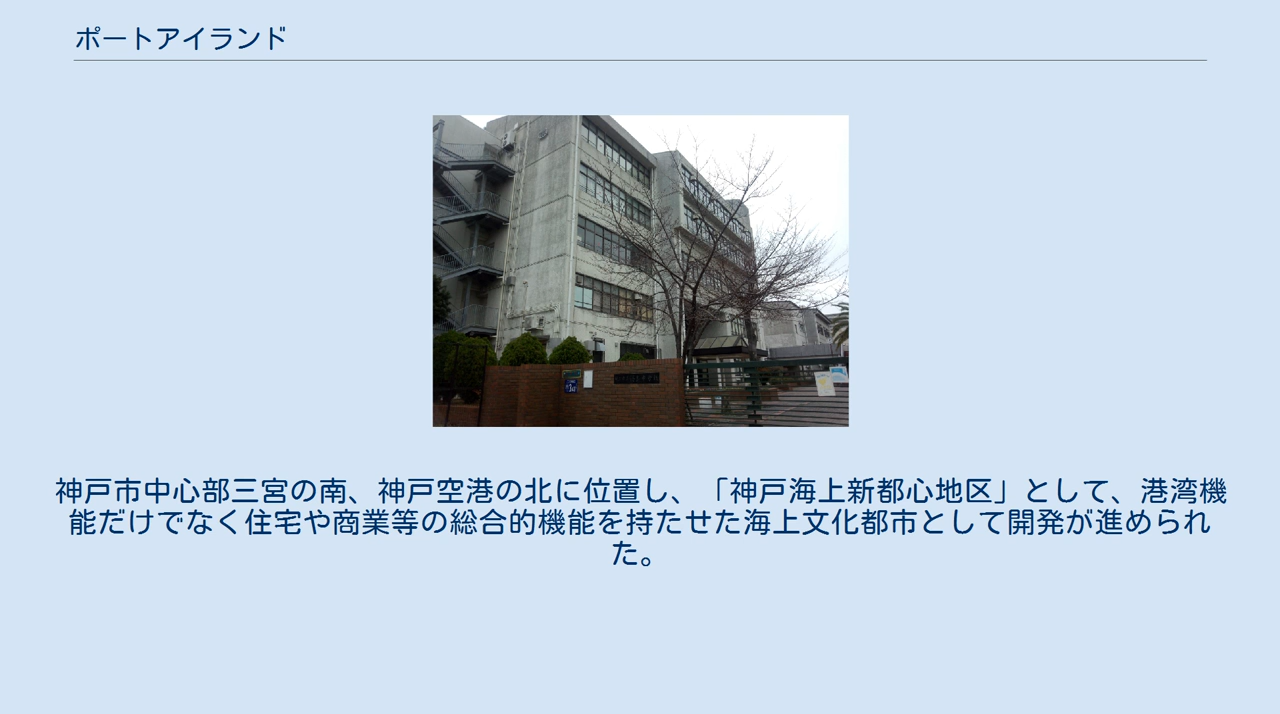 ポートアイランド
神戸市中心部三宮の南、神戸空港の北に位置し、「神戸海上新都心地区」として、港湾機
能だけでなく住宅や商業等の総合的機能を持たせた海上文化都市として開発が進められ
た。